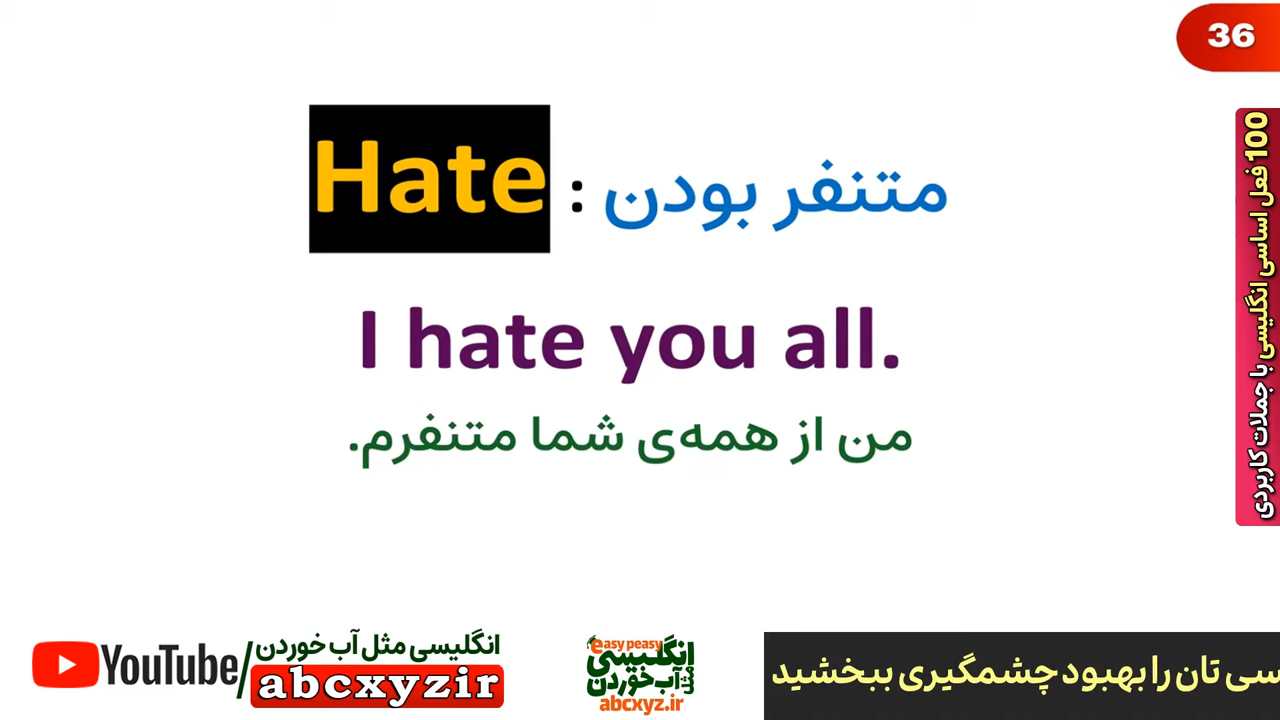 36
Hate : متنفر بودن
I hate you all.
من از همه‌ی شما متنفرم.
100 فعل اساسی انگلیسی با جملات کاربردی
YouTube/
انگلیسی مثل آب خوردن
abcxyzir
easy peasy
انگلیسی
مثل
آب خوردن
abcxyz.ir
تان را بهبود چشمگیری ببخشید